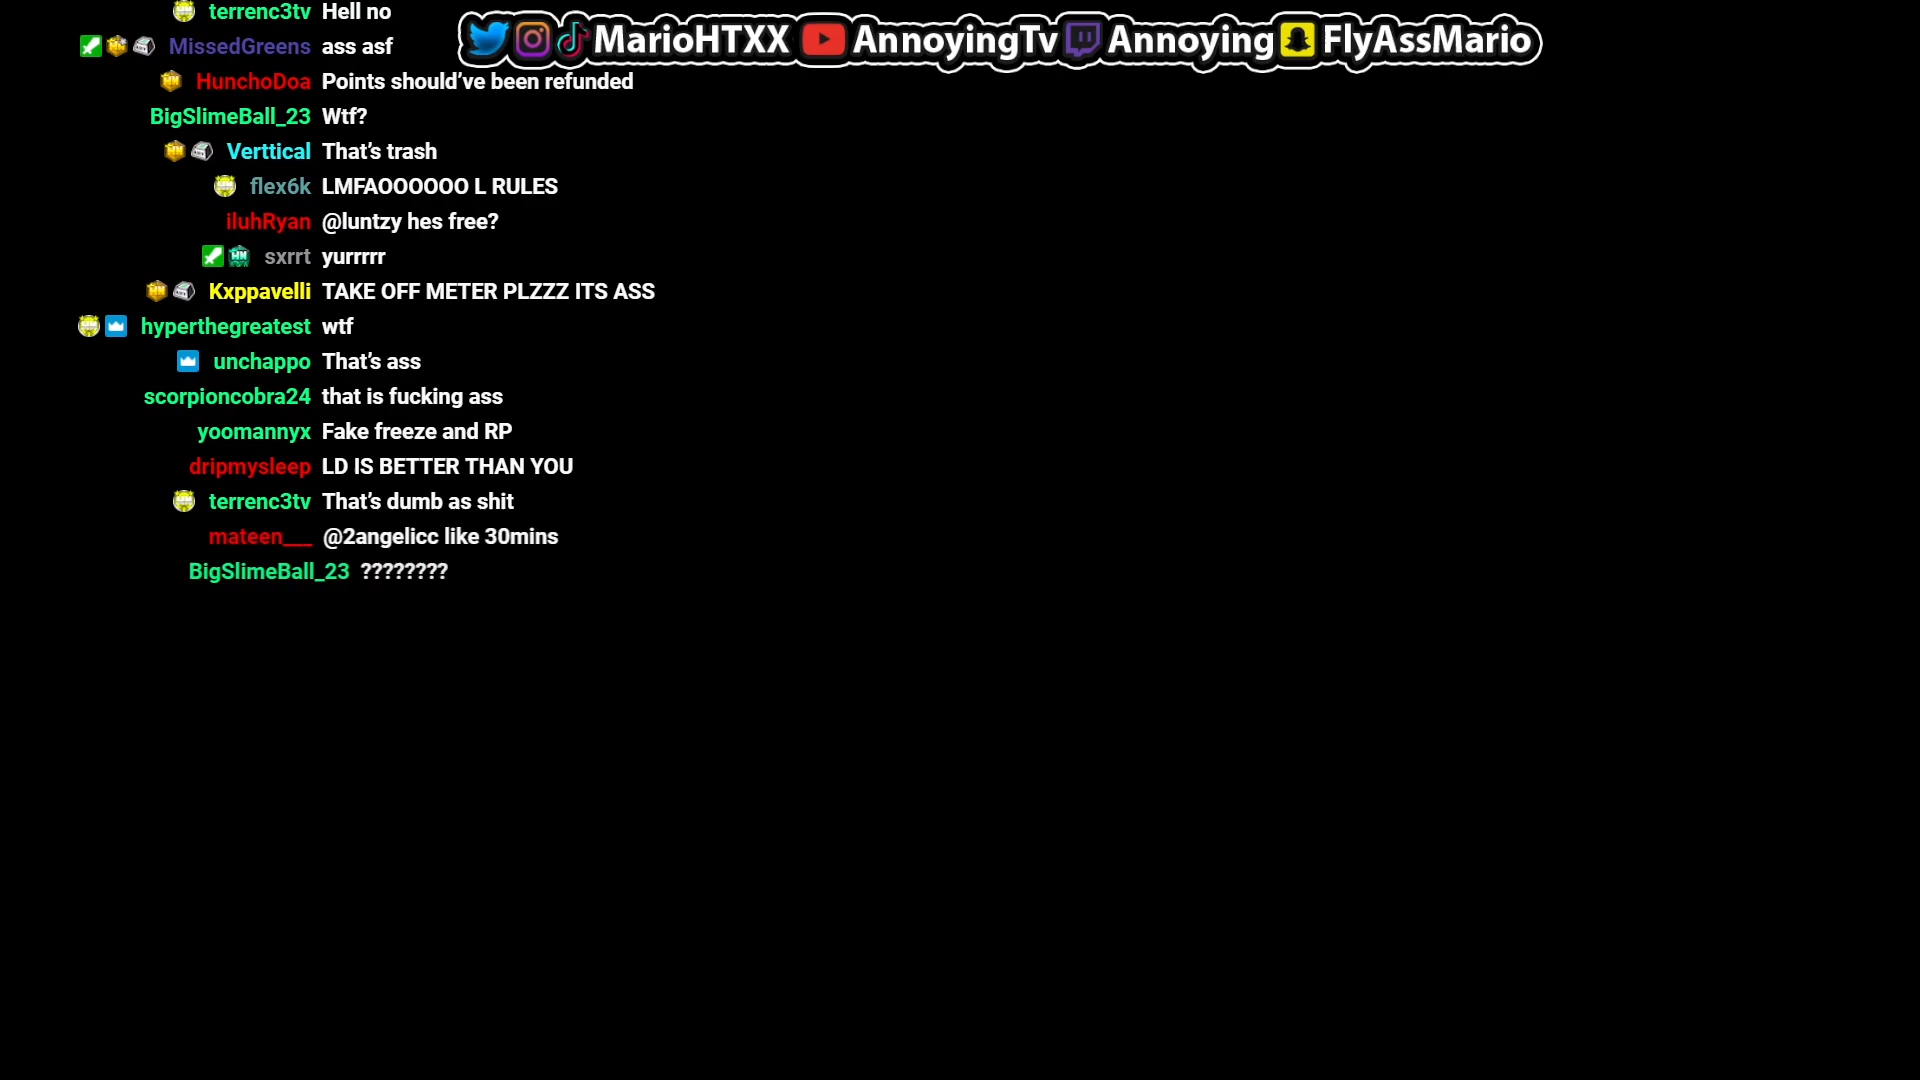 terrenc3tv Hell no
MarioHTXX AnnoyingTv Annoying FlyAssMario
MissedGreens ass asf
HunchoDoa Points should’ve been refunded
BigSlimeBall_23 Wtf?
Verttical That’s trash
flex6k LMFAOOOOOO L RULES
iluhRyan @luntzy hes free?
sxrrt yurrrrr
Kxppavelli TAKE OFF METER PLZZZ ITS ASS
hyperthegreatest wtf
unchappo That’s ass
scorpioncobra24 that is fucking ass
yoomannyx Fake freeze and RP
dripmysleep LD IS BETTER THAN YOU
terrenc3tv That’s dumb as shit
mateen___ @2angelicc like 30mins
BigSlimeBall_23 ????????